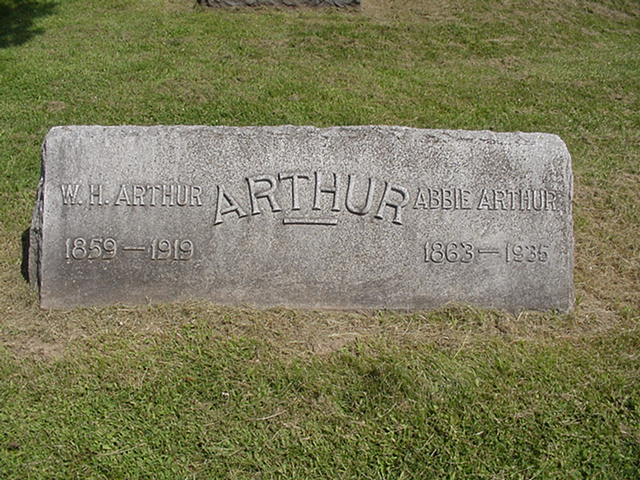 W. H. ARTHUR
1859 — 1919
ARTHUR
ABBIE ARTHUR
1863 — 1935